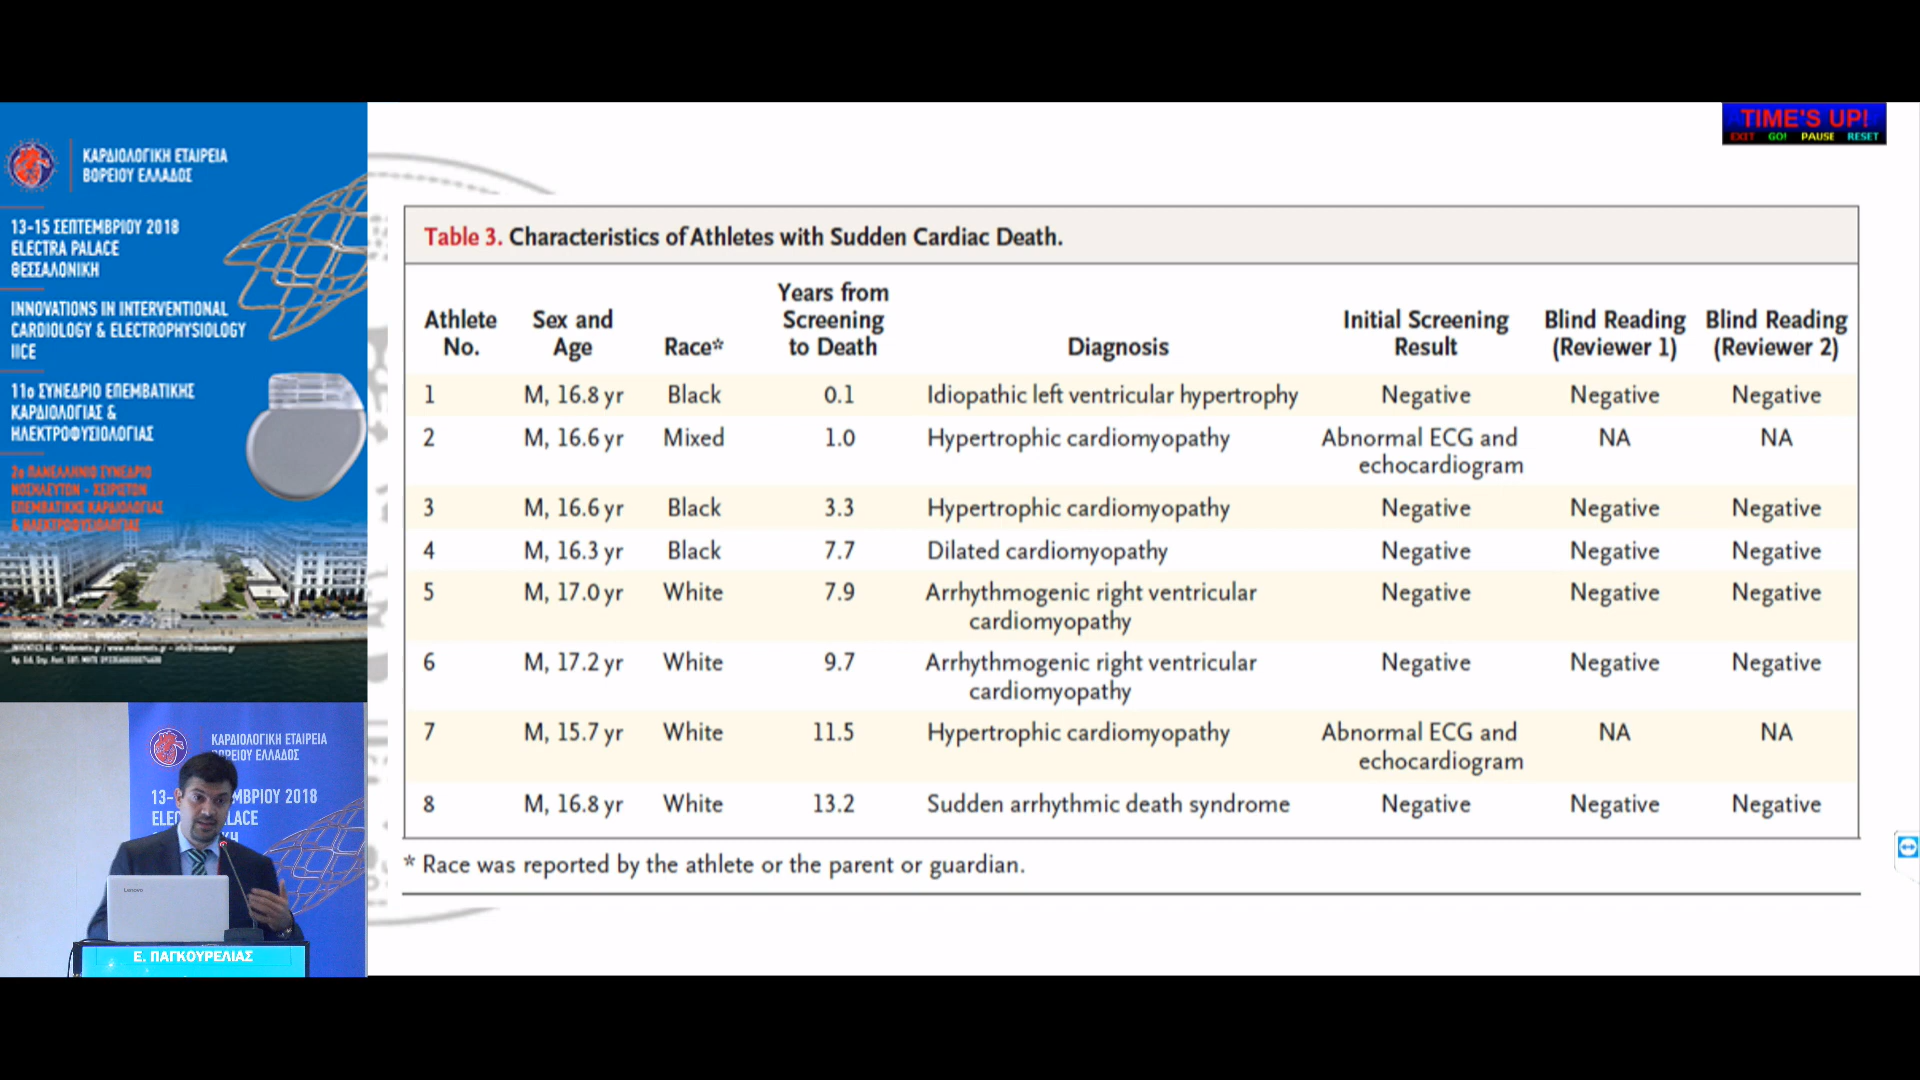 TIME'S UP!
EXIT GO! PAUSE RESET
ΚΑΡΔΙΟΛΟΓΙΚΗ ΕΤΑΙΡΕΙΑ
ΒΟΡΕΙΟΥ ΕΛΛΑΔΟΣ
13-15 ΣΕΠΤΕΜΒΡΙΟΥ 2018
ELECTRA PALACE
ΘΕΣΣΑΛΟΝΙΚΗ
INNOVATIONS IN INTERVENTIONAL
CARDIOLOGY & ELECTROPHYSIOLOGY
IICE
11ο ΣΥΝΕΔΡΙΟ ΕΠΕΜΒΑΤΙΚΗΣ
ΚΑΡΔΙΟΛΟΓΙΑΣ &
ΗΛΕΚΤΡΟΦΥΣΙΟΛΟΓΙΑΣ
2ο ΠΑΝΕΛΛΗΝΙΟ ΣΥΝΕΔΡΙΟ
ΝΟΣΗΛΕΥΤΩΝ - ΧΕΙΡΙΣΤΩΝ
ΕΠΕΜΒΑΤΙΚΗΣ ΚΑΡΔΙΟΛΟΓΙΑΣ
& ΗΛΕΚΤΡΟΦΥΣΙΟΛΟΓΙΑΣ
ΚΑΡΔΙΟΛΟΓΙΚΗ ΕΤΑΙΡΕΙΑ
ΒΟΡΕΙΟΥ ΕΛΛΑΔΟΣ
2018
Lenovo
Ε. ΠΑΓΚΟΥΡΕΛΙΑΣ
Table 3. Characteristics of Athletes with Sudden Cardiac Death.
Athlete No. Sex and Age Race* Years from Screening to Death Diagnosis Initial Screening Result Blind Reading (Reviewer 1) Blind Reading (Reviewer 2)
1 M, 16.8 yr Black 0.1 Idiopathic left ventricular hypertrophy Negative Negative Negative
2 M, 16.6 yr Mixed 1.0 Hypertrophic cardiomyopathy Abnormal ECG and echocardiogram NA NA
3 M, 16.6 yr Black 3.3 Hypertrophic cardiomyopathy Negative Negative Negative
4 M, 16.3 yr Black 7.7 Dilated cardiomyopathy Negative Negative Negative
5 M, 17.0 yr White 7.9 Arrhythmogenic right ventricular cardiomyopathy Negative Negative Negative
6 M, 17.2 yr White 9.7 Arrhythmogenic right ventricular cardiomyopathy Negative Negative Negative
7 M, 15.7 yr White 11.5 Hypertrophic cardiomyopathy Abnormal ECG and echocardiogram NA NA
8 M, 16.8 yr White 13.2 Sudden arrhythmic death syndrome Negative Negative Negative
* Race was reported by the athlete or the parent or guardian.